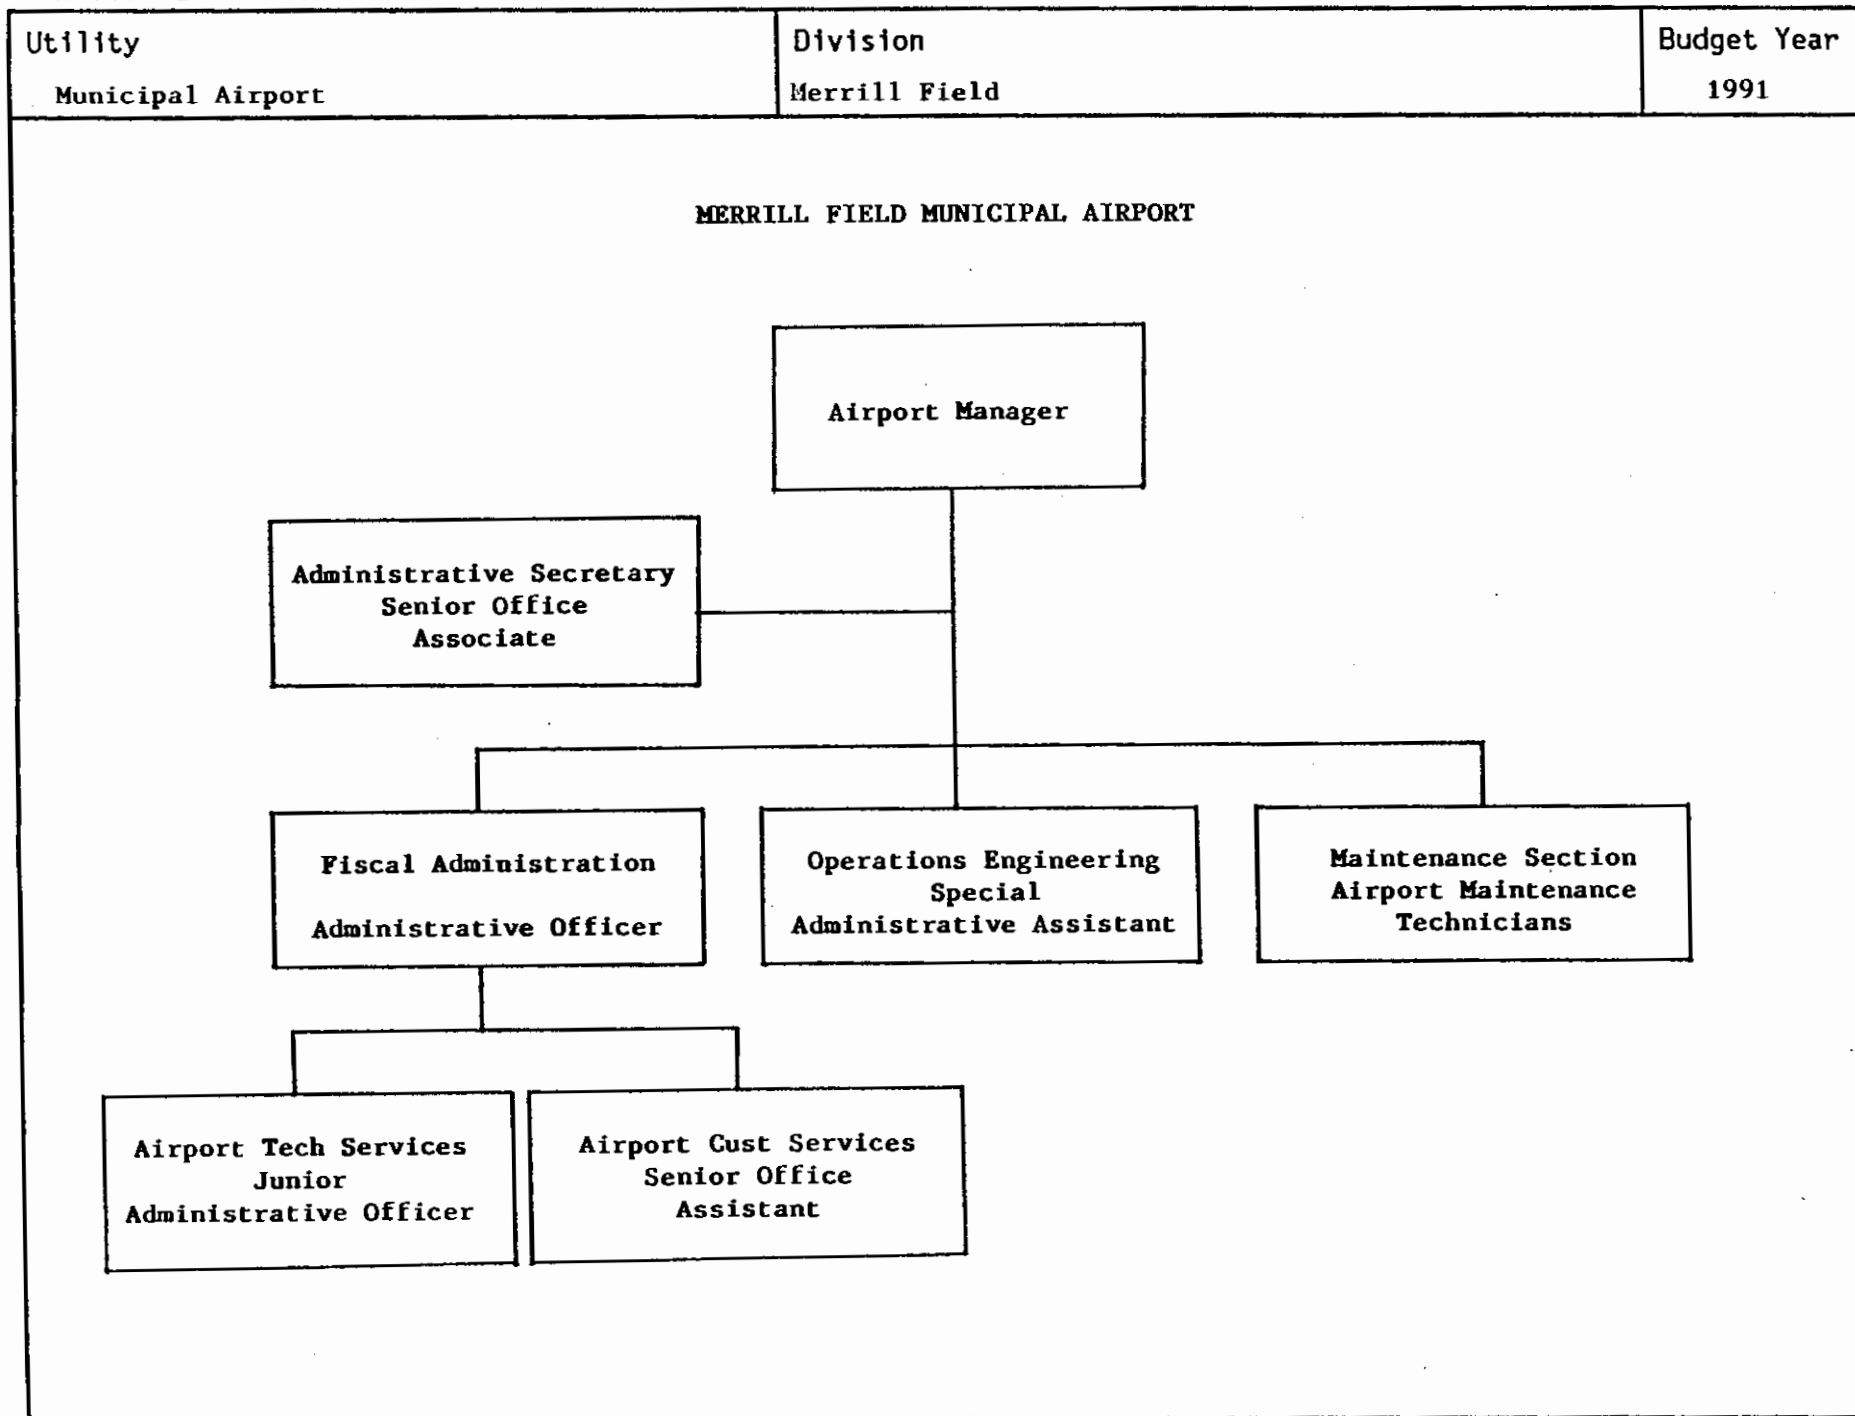 Utility
Municipal Airport
Division
Merrill Field
Budget Year
1991
MERRILL FIELD MUNICIPAL AIRPORT
Airport Manager
Administrative Secretary
Senior Office
Associate
Fiscal Administration
Administrative Officer
Operations Engineering
Special
Administrative Assistant
Maintenance Section
Airport Maintenance
Technicians
Airport Tech Services
Junior
Administrative Officer
Airport Cust Services
Senior Office
Assistant